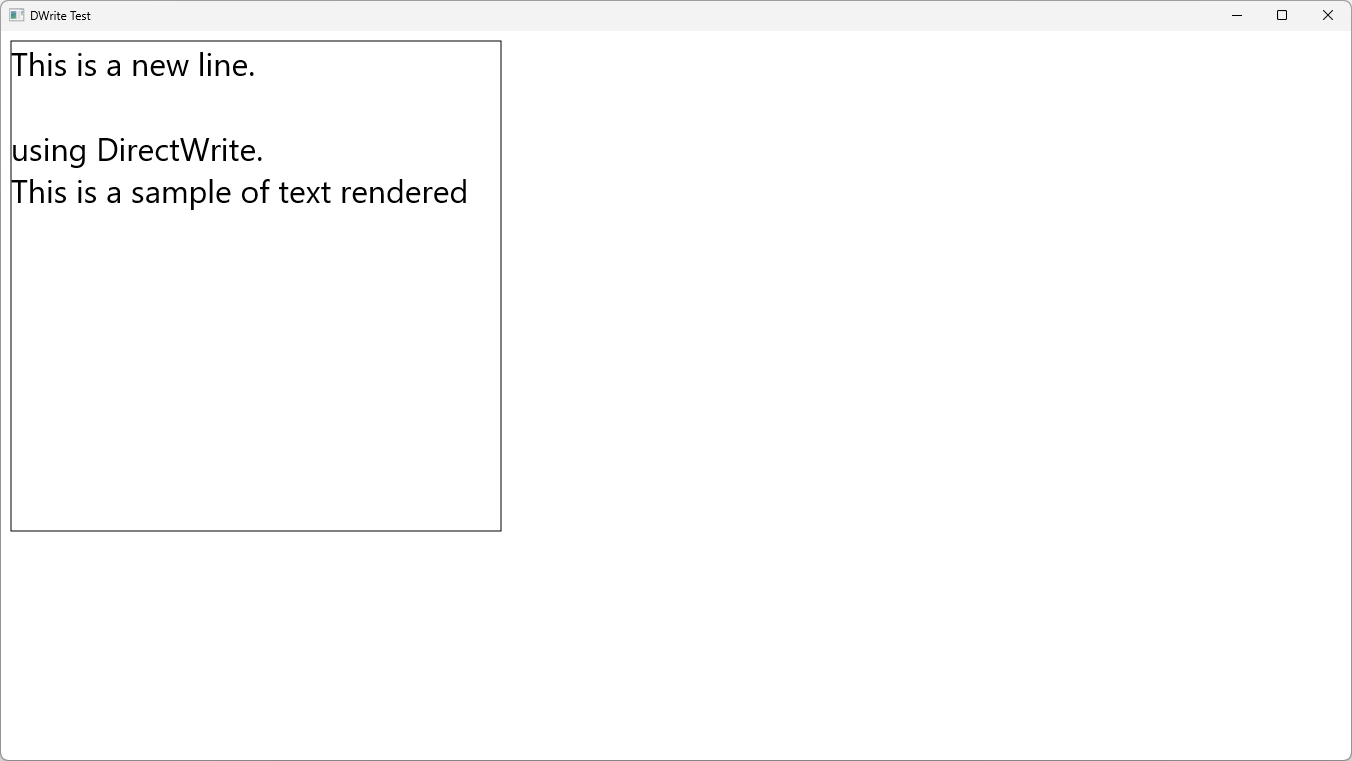 DWrite Test
This is a new line.

using DirectWrite.
This is a sample of text rendered